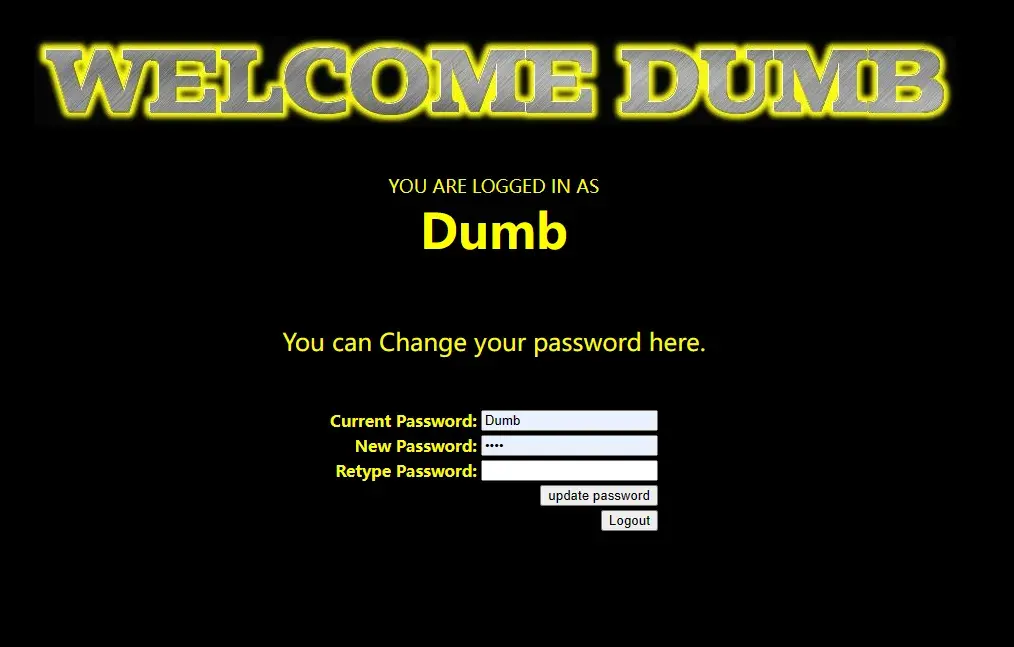 WELCOME DUMB
YOU ARE LOGGED IN AS
Dumb
You can Change your password here.
Current Password: Dumb
New Password: ••••
Retype Password:
update password
Logout